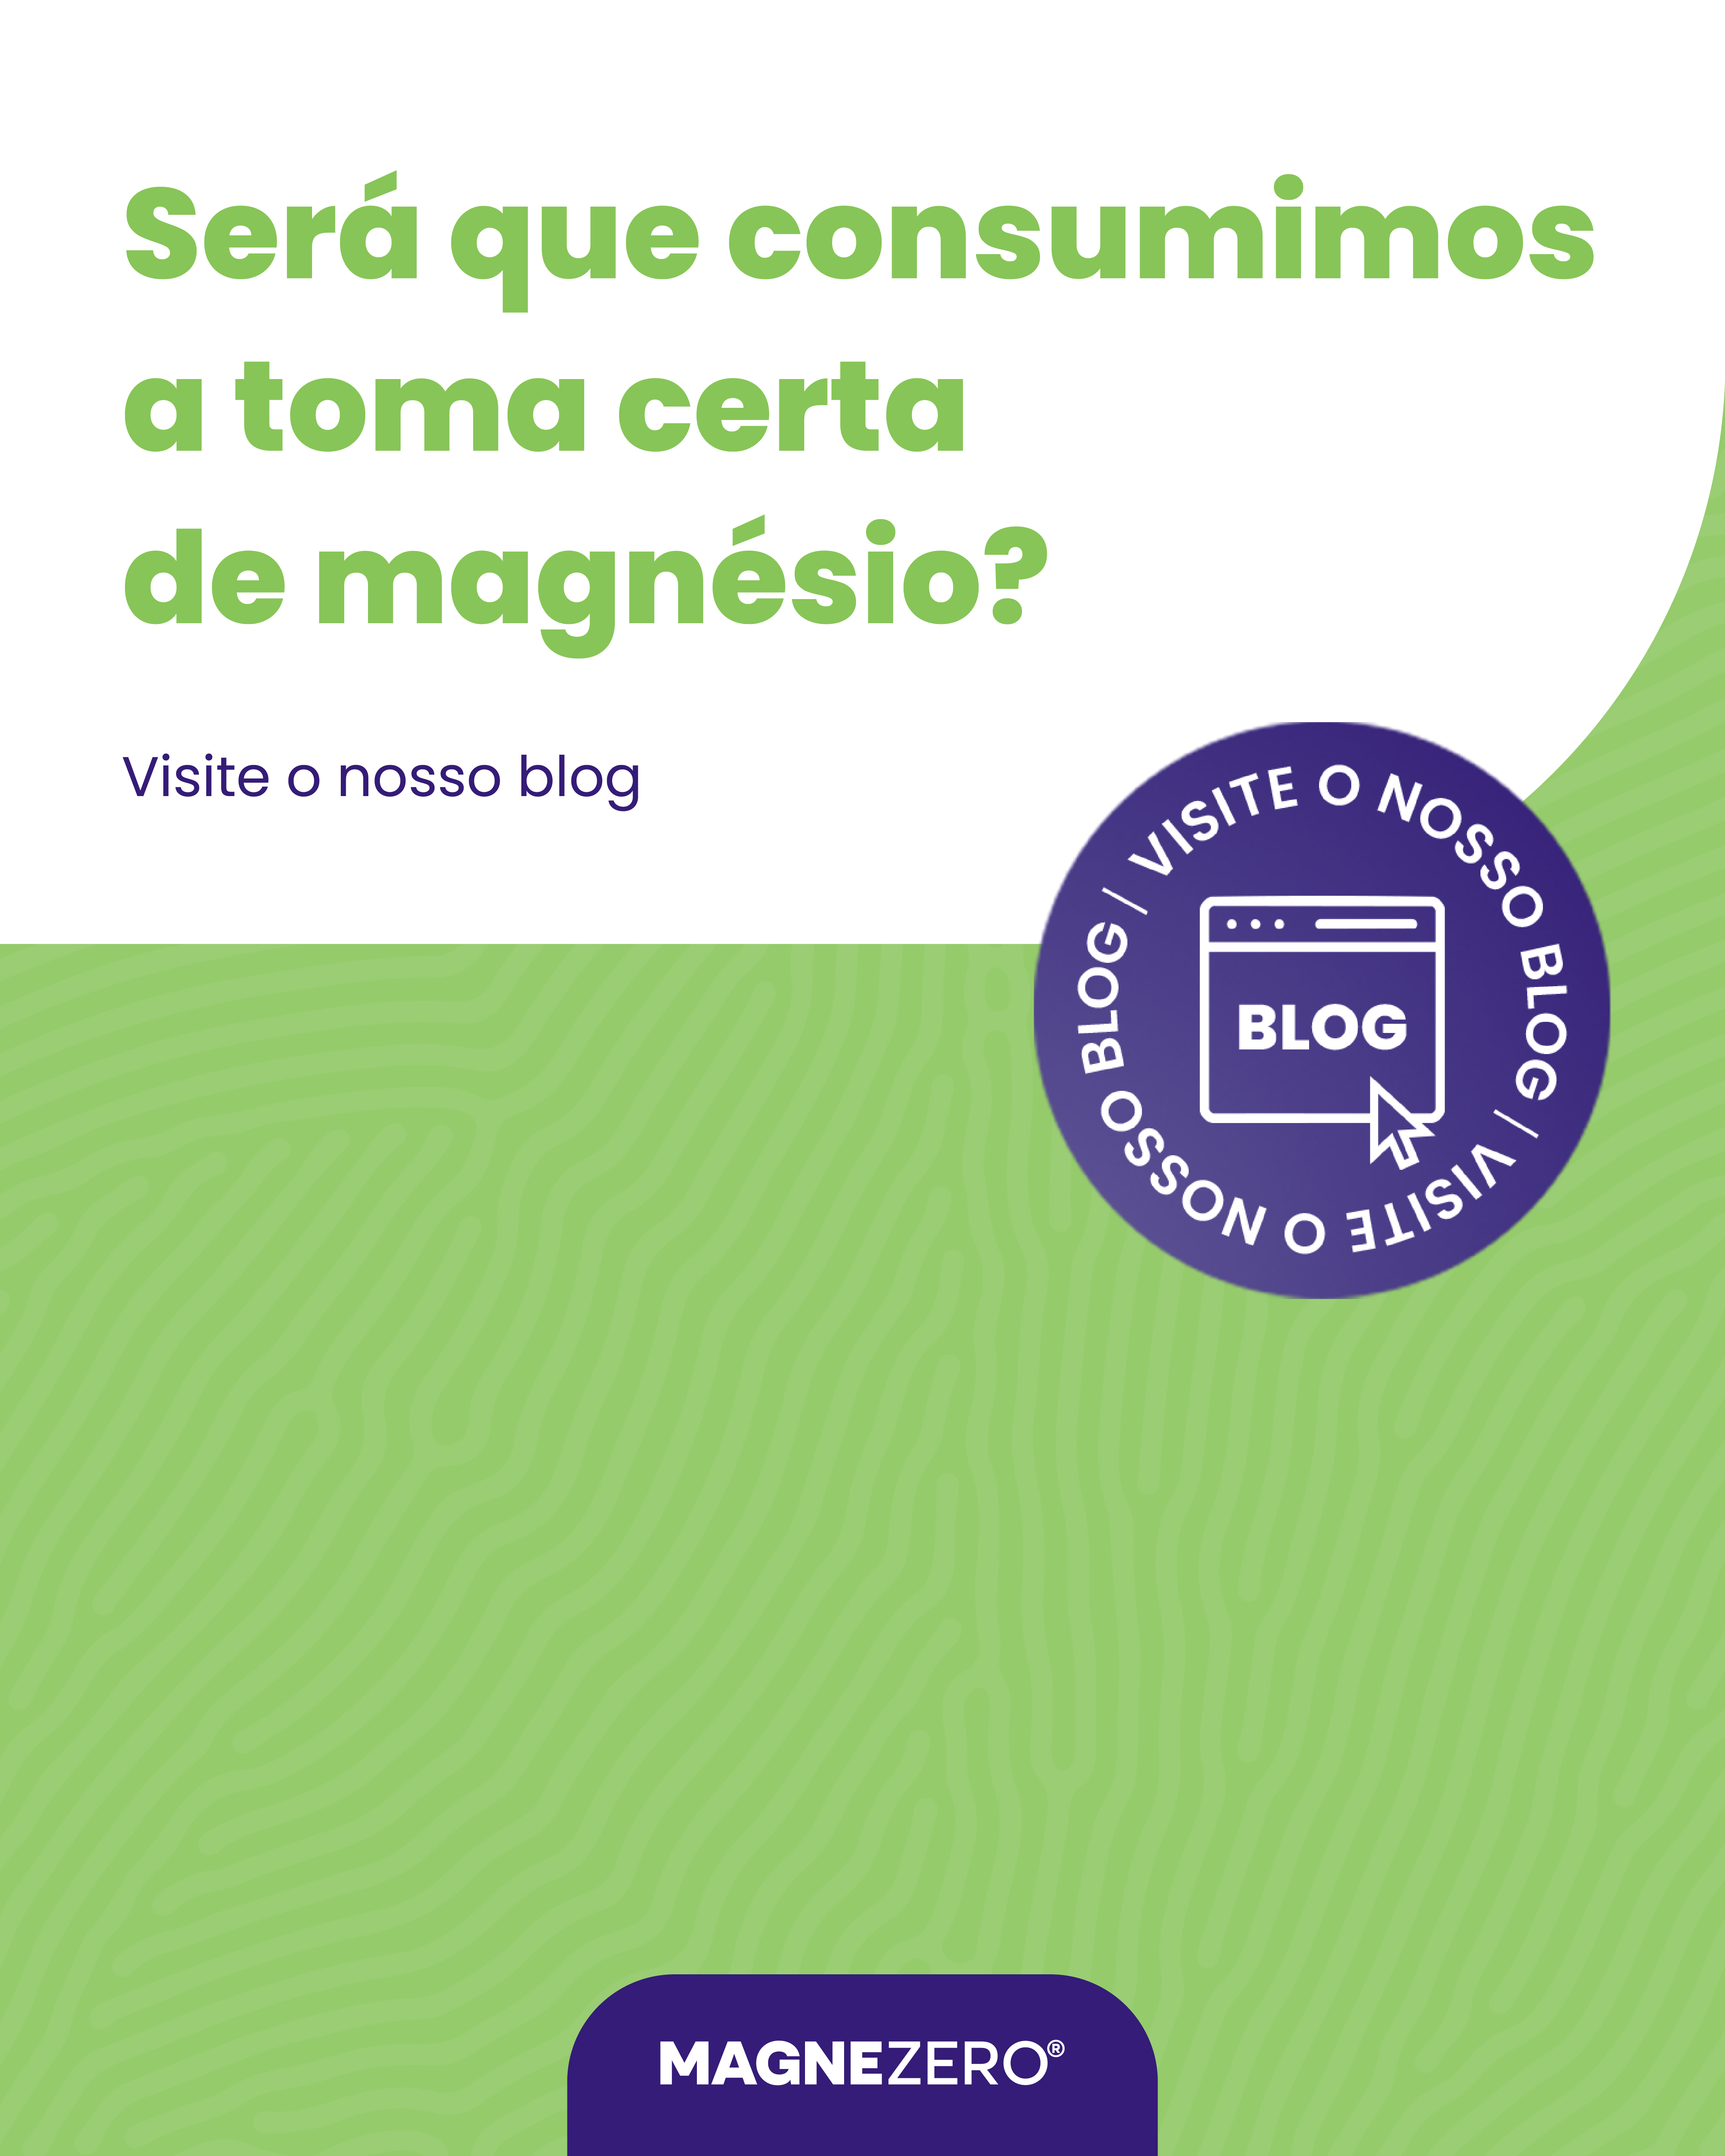 Será que consumimos
a toma certa
de magnésio?
Visite o nosso blog
VISITE O NOSSO BLOG | VISITE O NOSSO BLOG |
BLOG
MAGNEZERO®